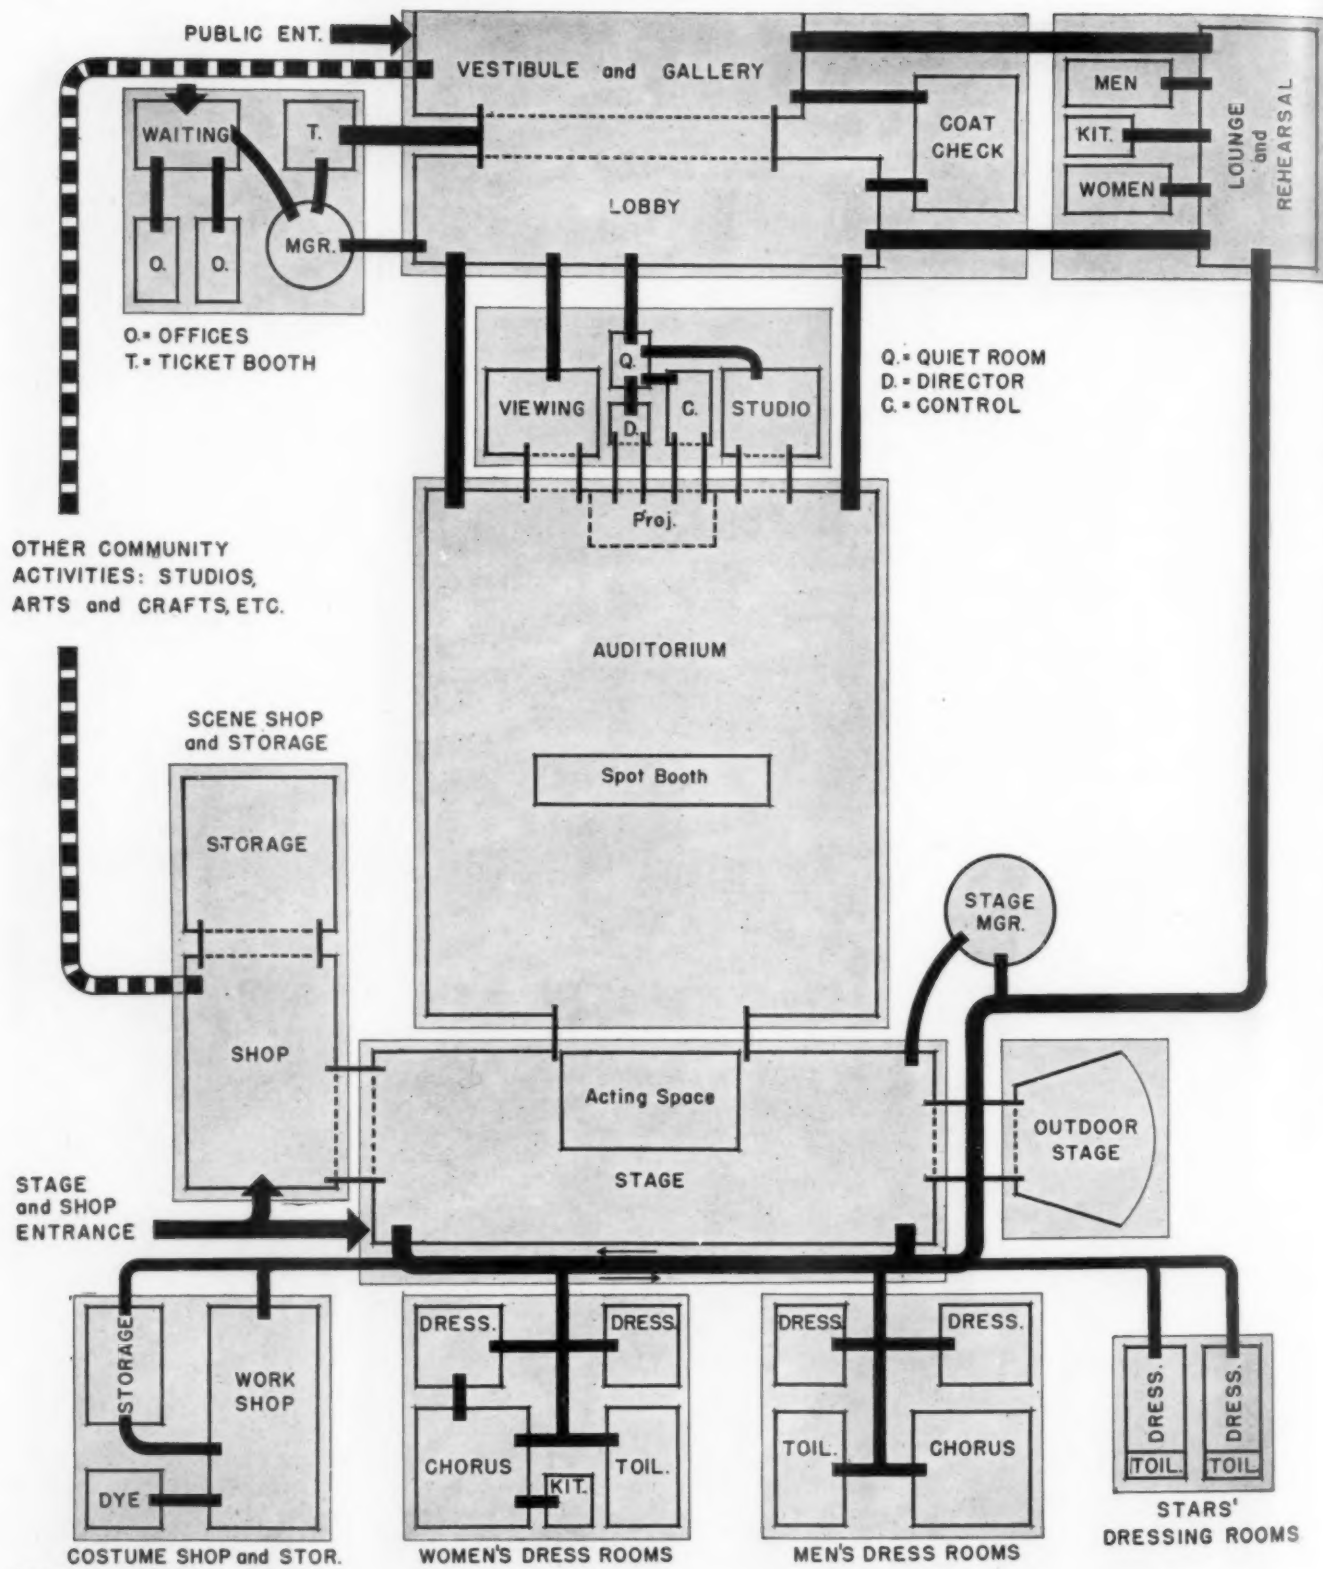 PUBLIC ENT.
VESTIBULE and GALLERY
WAITING
T.
O.
O.
MGR.
LOBBY
COAT
CHECK
MEN
KIT.
WOMEN
LOUNGE
and
REHEARSAL
O.= OFFICES
T.= TICKET BOOTH
Q.
VIEWING
D.
C.
STUDIO
Q.= QUIET ROOM
D.= DIRECTOR
C.= CONTROL
Proj.
OTHER COMMUNITY
ACTIVITIES: STUDIOS,
ARTS and CRAFTS, ETC.
AUDITORIUM
Spot Booth
SCENE SHOP
and STORAGE
STORAGE
SHOP
STAGE
MGR.
Acting Space
STAGE
OUTDOOR
STAGE
STAGE
and SHOP
ENTRANCE
STORAGE
WORK
SHOP
DYE
COSTUME SHOP and STOR.
DRESS.
DRESS.
CHORUS
KIT.
TOIL.
WOMEN'S DRESS ROOMS
DRESS.
DRESS.
TOIL.
CHORUS
MEN'S DRESS ROOMS
DRESS.
TOIL.
DRESS.
TOIL.
STARS'
DRESSING ROOMS